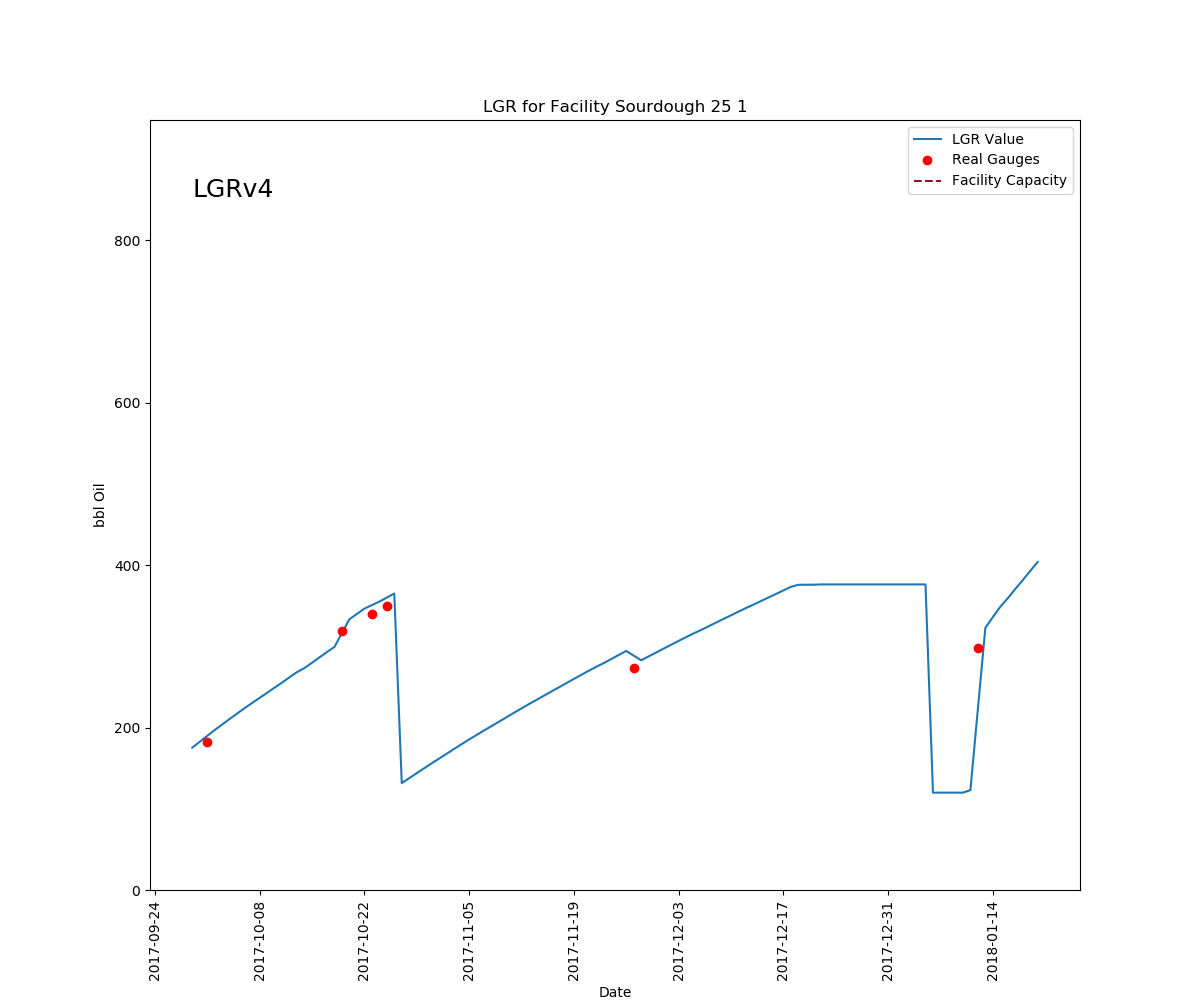 LGR for Facility Sourdough 25 1
LGRv4
LGR Value
Real Gauges
Facility Capacity
800
600
400
200
0
bbl Oil
2017-09-24
2017-10-08
2017-10-22
2017-11-05
2017-11-19
2017-12-03
2017-12-17
2017-12-31
2018-01-14
Date